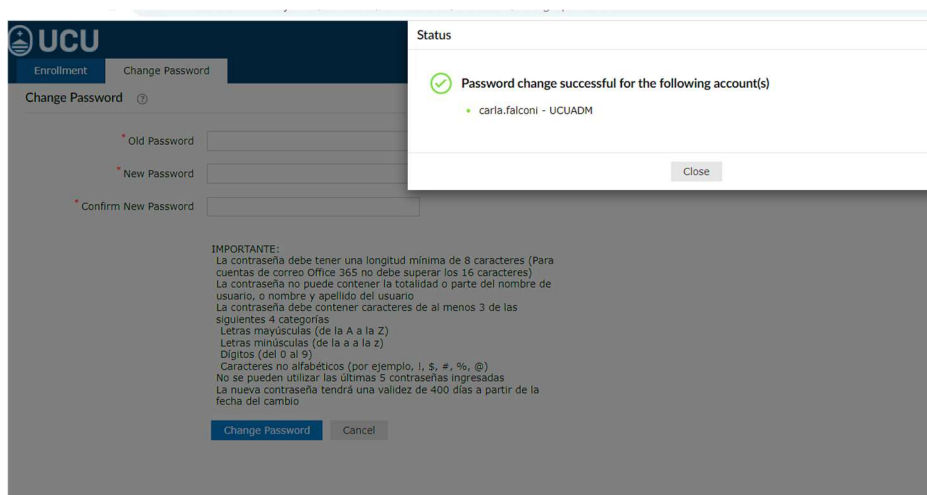 UCU
Enrollment
Change Password
Change Password
* Old Password
* New Password
* Confirm New Password
IMPORTANTE:
La contraseña debe tener una longitud mínima de 8 caracteres (Para
cuentas de correo Office 365 no debe superar los 16 caracteres)
La contraseña no puede contener la totalidad o parte del nombre de
usuario, o nombre y apellido del usuario
La contraseña debe contener caracteres de al menos 3 de las
siguientes 4 categorías
Letras mayúsculas (de la A a la Z)
Letras minúsculas (de la a a la z)
Dígitos (del 0 al 9)
Caracteres no alfabéticos (por ejemplo, !, $, #, %, @)
No se pueden utilizar las últimas 5 contraseñas ingresadas
La nueva contraseña tendrá una validez de 400 días a partir de la
fecha del cambio
Change Password
Cancel
Status
Password change successful for the following account(s)
• carla.falconi - UCUADM
Close